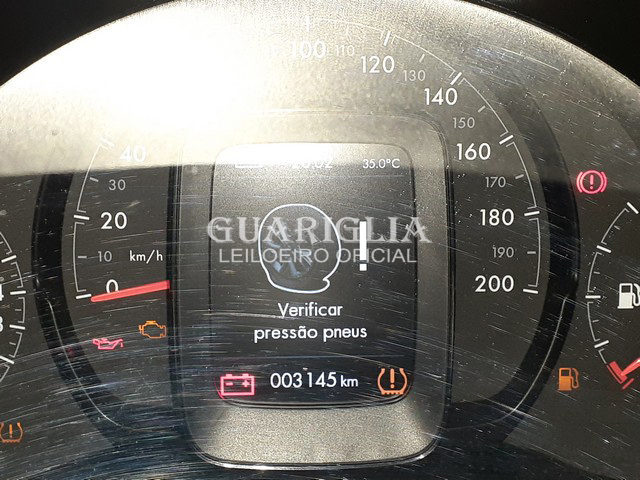 100
110
120
130
140
150
160
170
180
190
200
40
30
20
10 km/h
0
35.0°C
GUARIGLIA
LEILOEIRO OFICIAL
Verificar
pressão pneus
003145 km